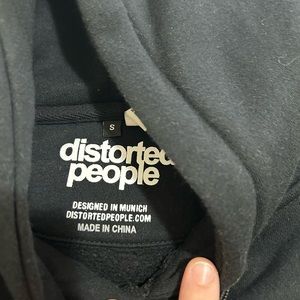 S
distorted
people
DESIGNED IN MUNICH
DISTORTEDPEOPLE.COM
MADE IN CHINA